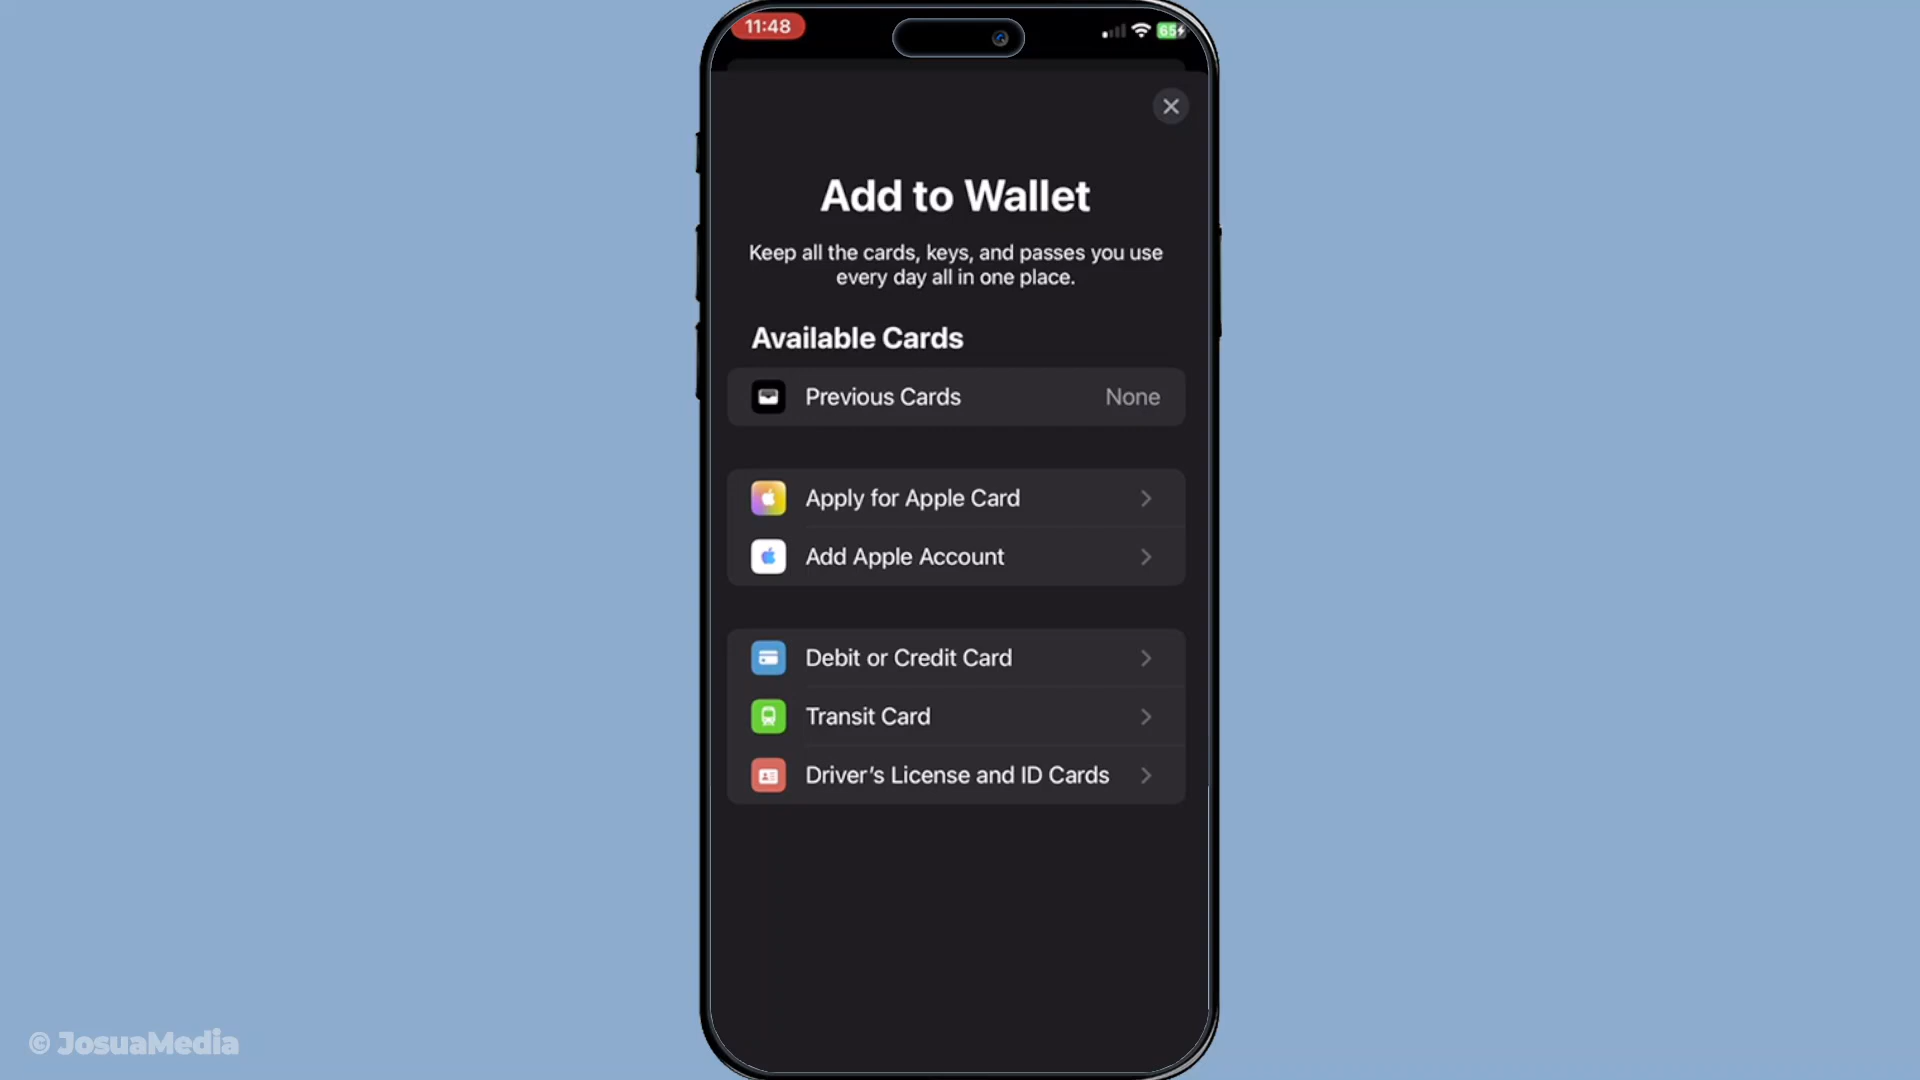 11:48
65
Add to Wallet
Keep all the cards, keys, and passes you use
every day all in one place.
Available Cards
Previous Cards None
Apply for Apple Card
Add Apple Account
Debit or Credit Card
Transit Card
Driver’s License and ID Cards
© JosuaMedia